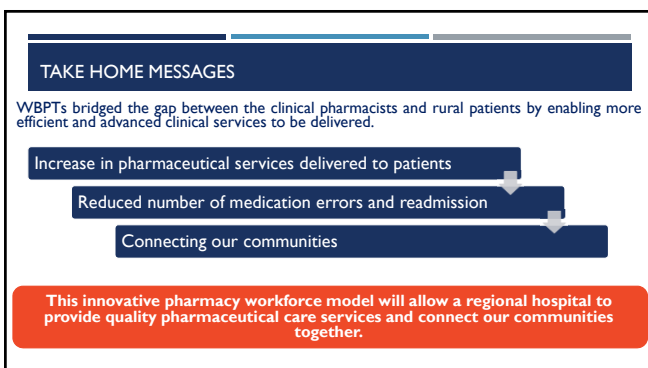 TAKE HOME MESSAGES
WBPTs bridged the gap between the clinical pharmacists and rural patients by enabling more
efficient and advanced clinical services to be delivered.
Increase in pharmaceutical services delivered to patients
Reduced number of medication errors and readmission
Connecting our communities
This innovative pharmacy workforce model will allow a regional hospital to
provide quality pharmaceutical care services and connect our communities
together.